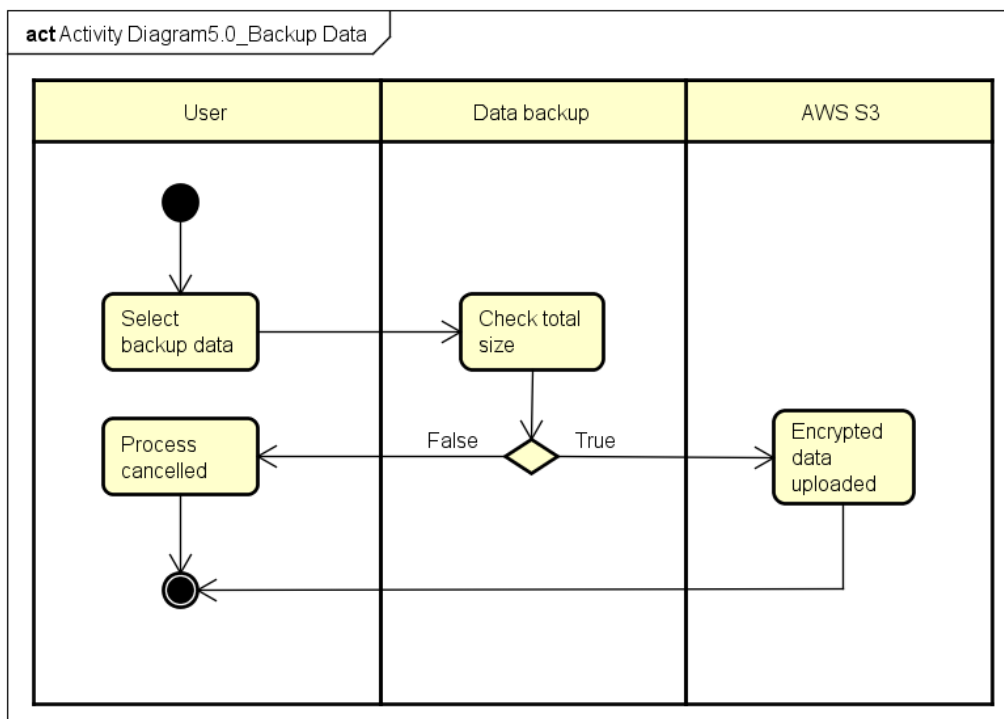 act Activity Diagram5.0_Backup Data
User
Data backup
AWS S3
Select
backup data
Check total
size
Process
cancelled
False
True
Encrypted
data
uploaded